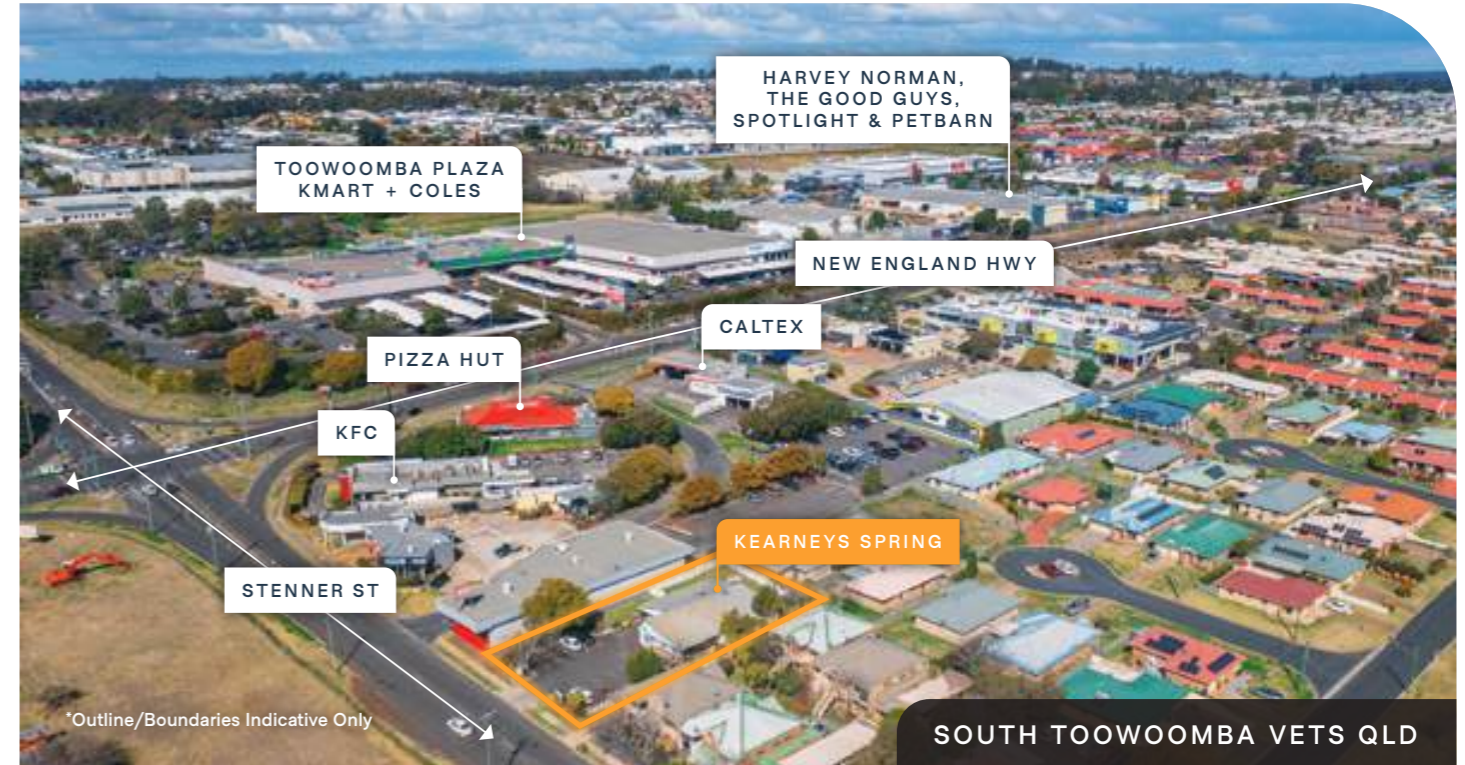 HARVEY NORMAN,
THE GOOD GUYS,
SPOTLIGHT & PETBARN
TOOWOOMBA PLAZA
KMART + COLES
NEW ENGLAND HWY
CALTEX
PIZZA HUT
KFC
KEARNEYS SPRING
STENNER ST
*Outline/Boundaries Indicative Only
SOUTH TOOWOOMBA VETS QLD